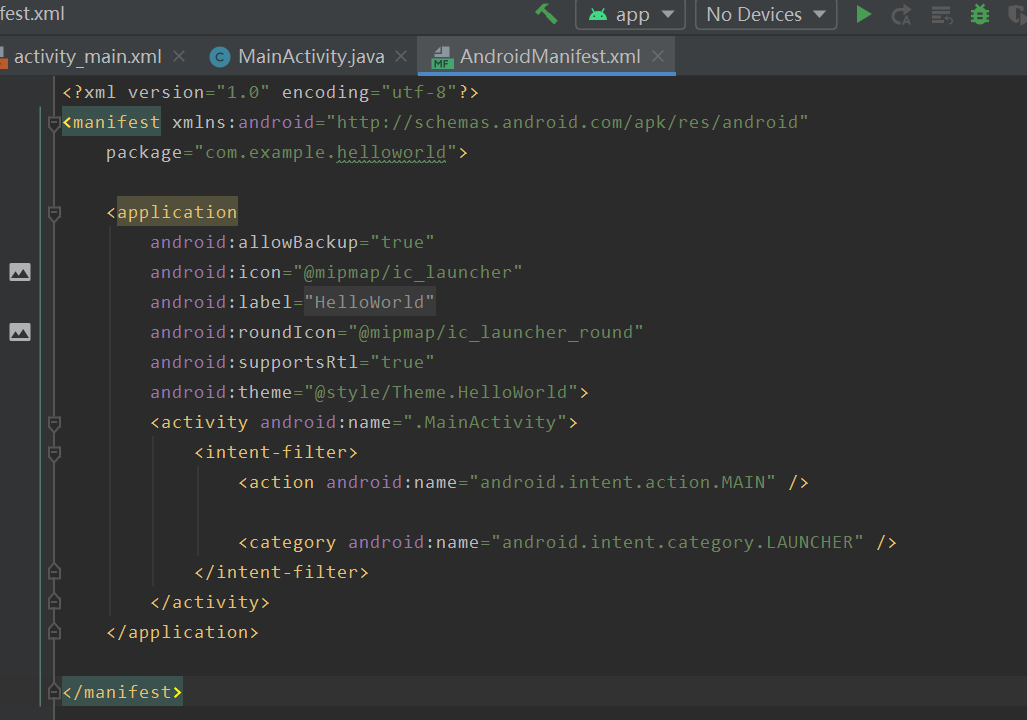 fest.xml
app
No Devices
activity_main.xml
MainActivity.java
AndroidManifest.xml
<?xml version="1.0" encoding="utf-8"?>
<manifest xmlns:android="http://schemas.android.com/apk/res/android"
package="com.example.helloworld">
<application
android:allowBackup="true"
android:icon="@mipmap/ic_launcher"
android:label="HelloWorld"
android:roundIcon="@mipmap/ic_launcher_round"
android:supportsRtl="true"
android:theme="@style/Theme.HelloWorld">
<activity android:name=".MainActivity">
<intent-filter>
<action android:name="android.intent.action.MAIN" />
<category android:name="android.intent.category.LAUNCHER" />
</intent-filter>
</activity>
</application>
</manifest>